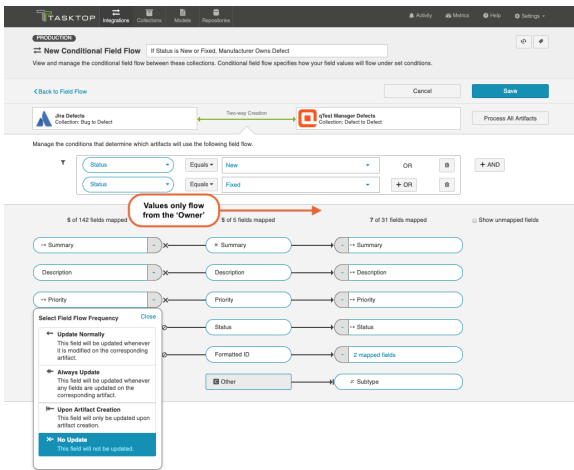 TASKTOP
Integrations
Collections
Models
Repositories
Activity
Metrics
Help
Settings
PRODUCTION
New Conditional Field Flow
If Status is New or Fixed, Manufacturer Owns Defect
View and manage the conditional field flow between these collections. Conditional field flow specifies how your field values will flow under set conditions.
Back to Field Flow
Cancel
Save
Jira Defects
Collection: Bug to Defect
Two-way Creation
qTest Manager Defects
Collection: Defect to Defect
Process All Artifacts
Manage the conditions that determine which artifacts will use the following field flow.
Status Equals New OR + AND
Status Equals Fixed + OR
Values only flow
from the 'Owner'
5 of 142 fields mapped
5 of 5 fields mapped
7 of 31 fields mapped
Show unmapped fields
Summary Summary Summary
Description Description Description
Priority Priority Priority
Select Field Flow Frequency Close
Update Normally
This field will be updated whenever
it is modified on the corresponding
artifact.
Always Update
This field will be updated whenever
any fields are updated on the
corresponding artifact.
Upon Artifact Creation
This field will only be updated upon
artifact creation.
No Update
This field will not be updated.
Status Status
Formatted ID 2 mapped fields
Other Subtype